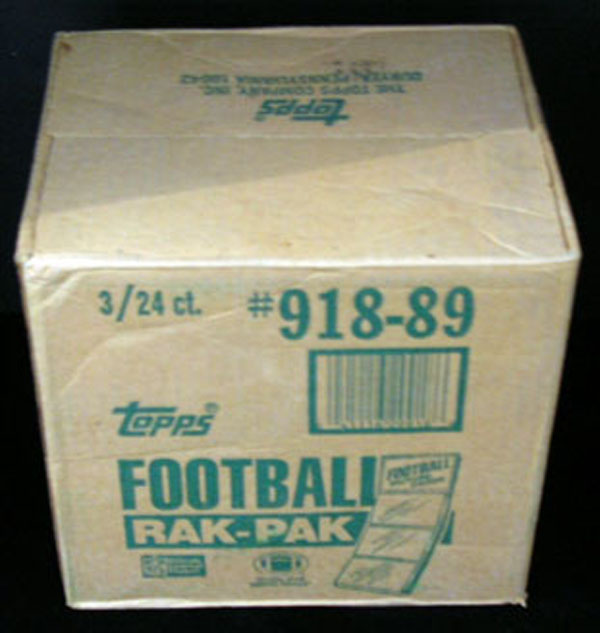 topps®
THE TOPPS COMPANY, INC.
DURYEA, PENNSYLVANIA 18642
3/24 ct. #918-89
topps®
FOOTBALL
RAK-PAK
FOOTBALL